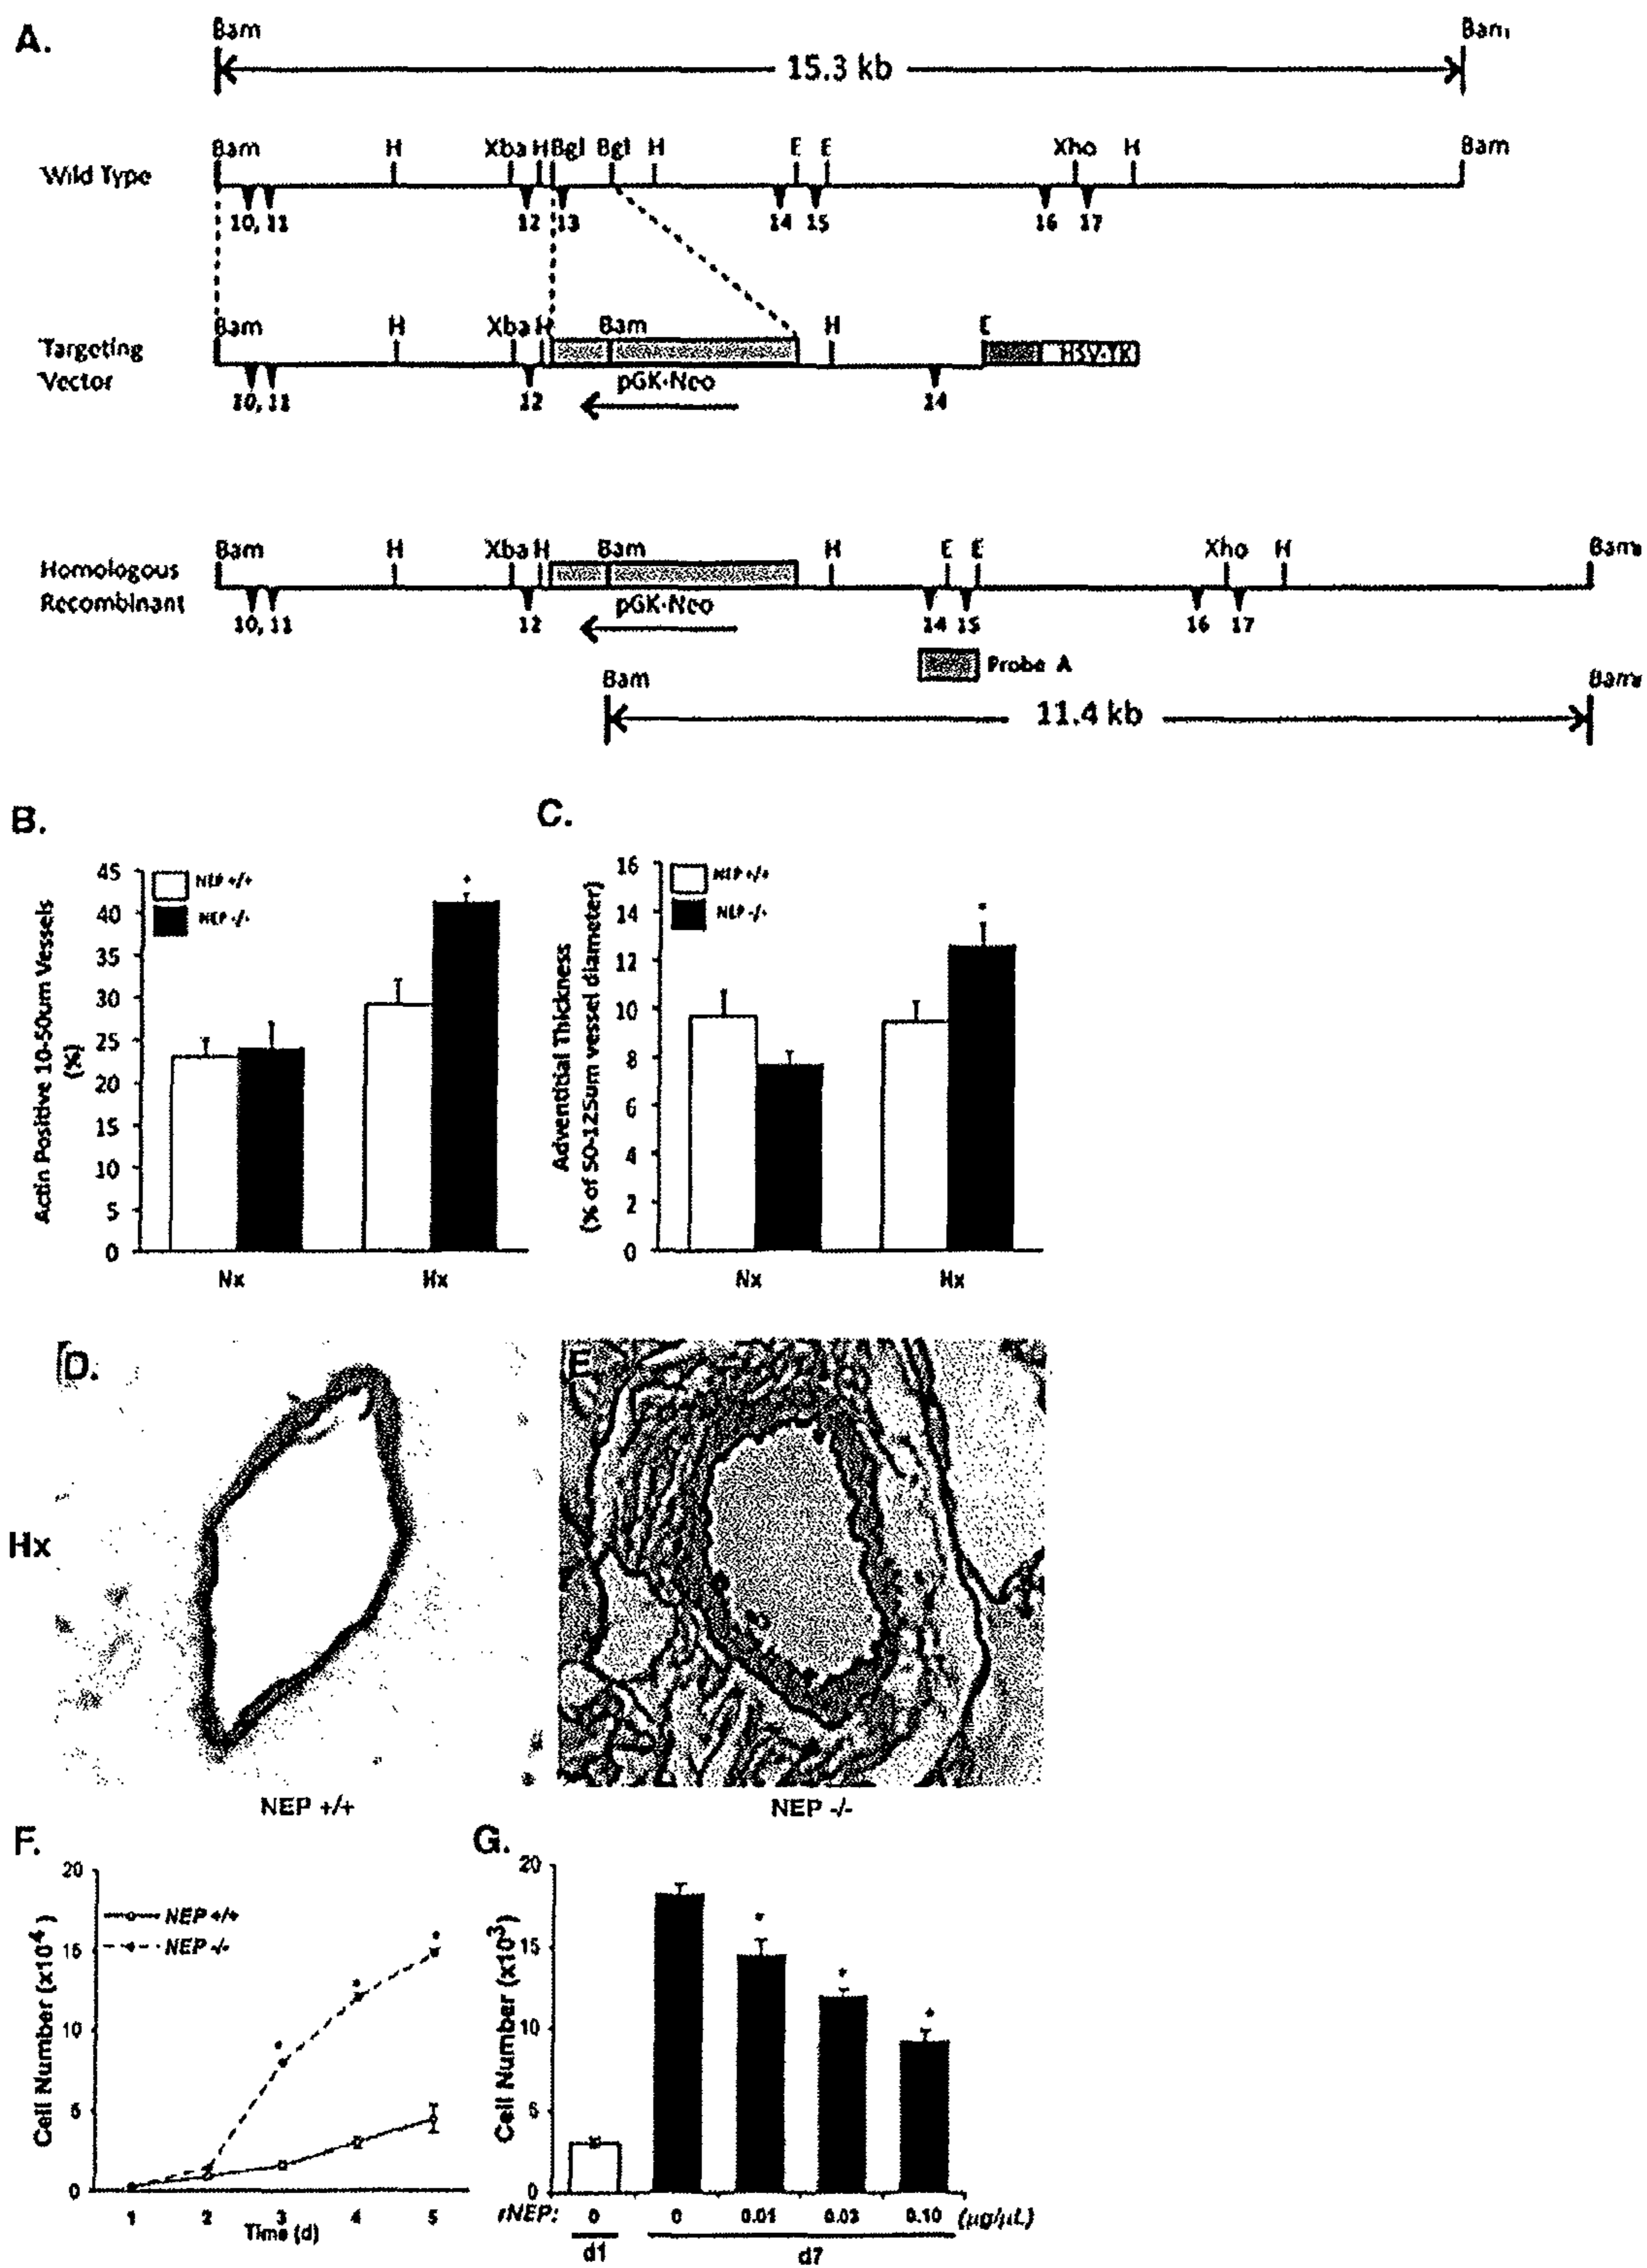 A.
Bam Bam
15.3 kb
Bam H Xba H Bgl Bgl H E E Xho H Bam
Wild Type
10, 11 12 13 14 15 16 17
Bam H Xba H Bam H E
Targeting
Vector
HSV-TK
pGK-Neo
10, 11 12 14
Bam H Xba H Bam H E E Xho H Bam
Homologous
Recombinant
pGK-Neo
10, 11 12 14 15 16 17
Probe A
Bam Bam
11.4 kb
B.
Actin Positive 10-50um Vessels
(%)
45
40
35
30
25
20
15
10
5
0
NEP +/+
NEP -/-
Nx Hx
C.
Adventitial Thickness
(% of 50-125um vessel diameter)
16
14
12
10
8
6
4
2
0
NEP +/+
NEP -/-
Nx Hx
D. E.
Hx
NEP +/+ NEP -/-
F.
Cell Number (x10⁴)
20
15
10
5
0
NEP +/+
NEP -/-
1 2 3 4 5
Time (d)
G.
Cell Number (x10³)
20
15
10
5
0
rNEP: 0 0 0.01 0.03 0.10 (µg/µL)
d1 d7